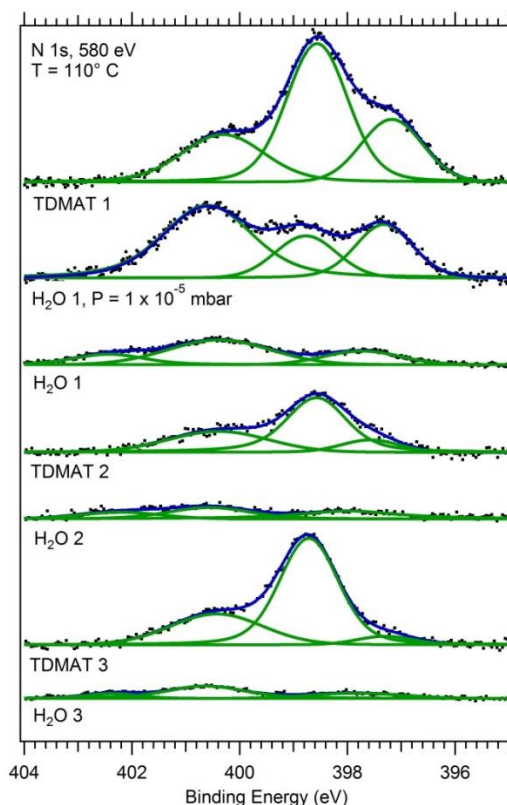 N 1s, 580 eV
T = 110° C
TDMAT 1
H₂O 1, P = 1 x 10⁻⁵ mbar
H₂O 1
TDMAT 2
H₂O 2
TDMAT 3
H₂O 3
404 402 400 398 396
Binding Energy (eV)